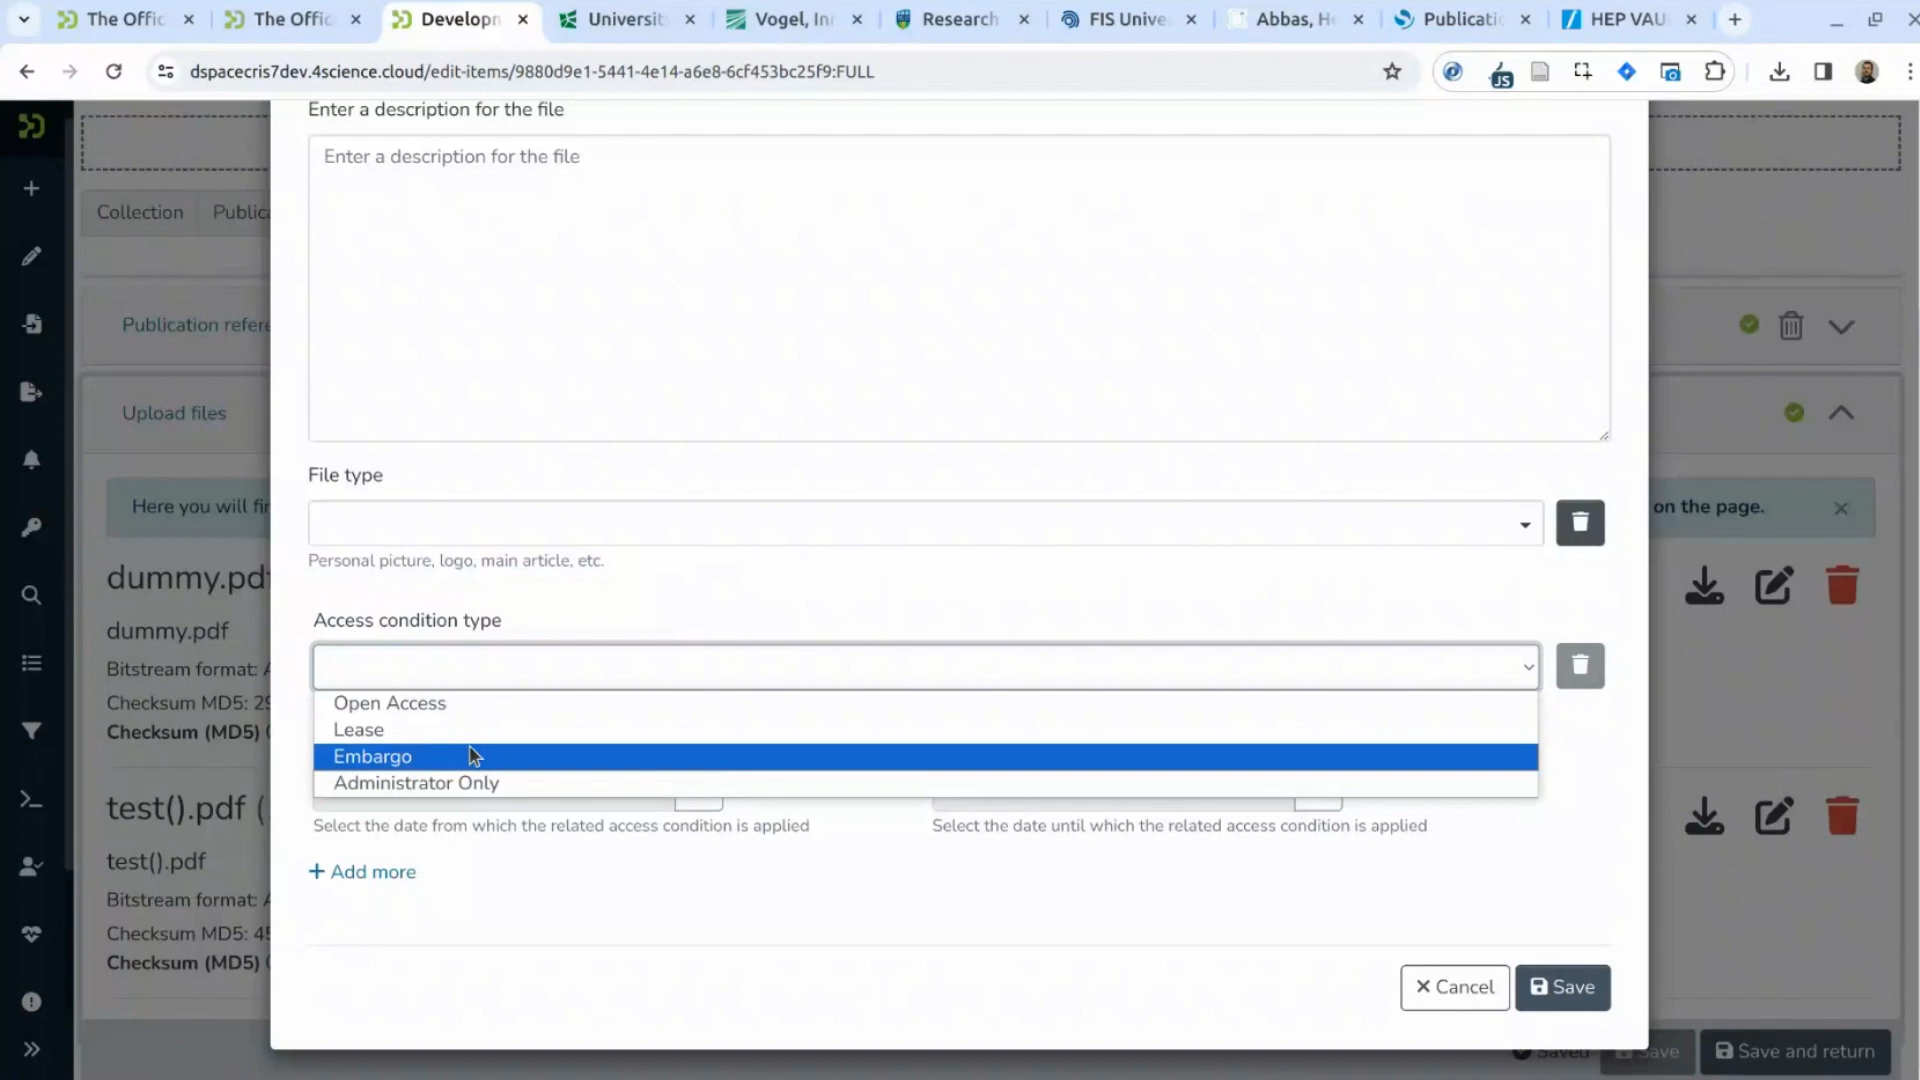 The Offic
The Offic
Developn
Universit
Vogel, Inr
Research
FIS Unive
Abbas, H
Publicati
HEP VAU
dspacecris7dev.4science.cloud/edit-items/9880d9e1-5441-4e14-a6e8-6cf453bc25f9:FULL
JS
Enter a description for the file
Enter a description for the file
Collection Publica
Publication refere
Upload files
File type
Here you will fir
on the page.
Personal picture, logo, main article, etc.
dummy.pdf
dummy.pdf
Bitstream format: A
Checksum MD5: 29
Checksum (MD5) (
Access condition type
Open Access
Lease
Embargo
Administrator Only
test().pdf (
test().pdf
Bitstream format: A
Checksum MD5: 45
Checksum (MD5) (
Select the date from which the related access condition is applied
Select the date until which the related access condition is applied
+ Add more
× Cancel
Save
Saved
Save
Save and return